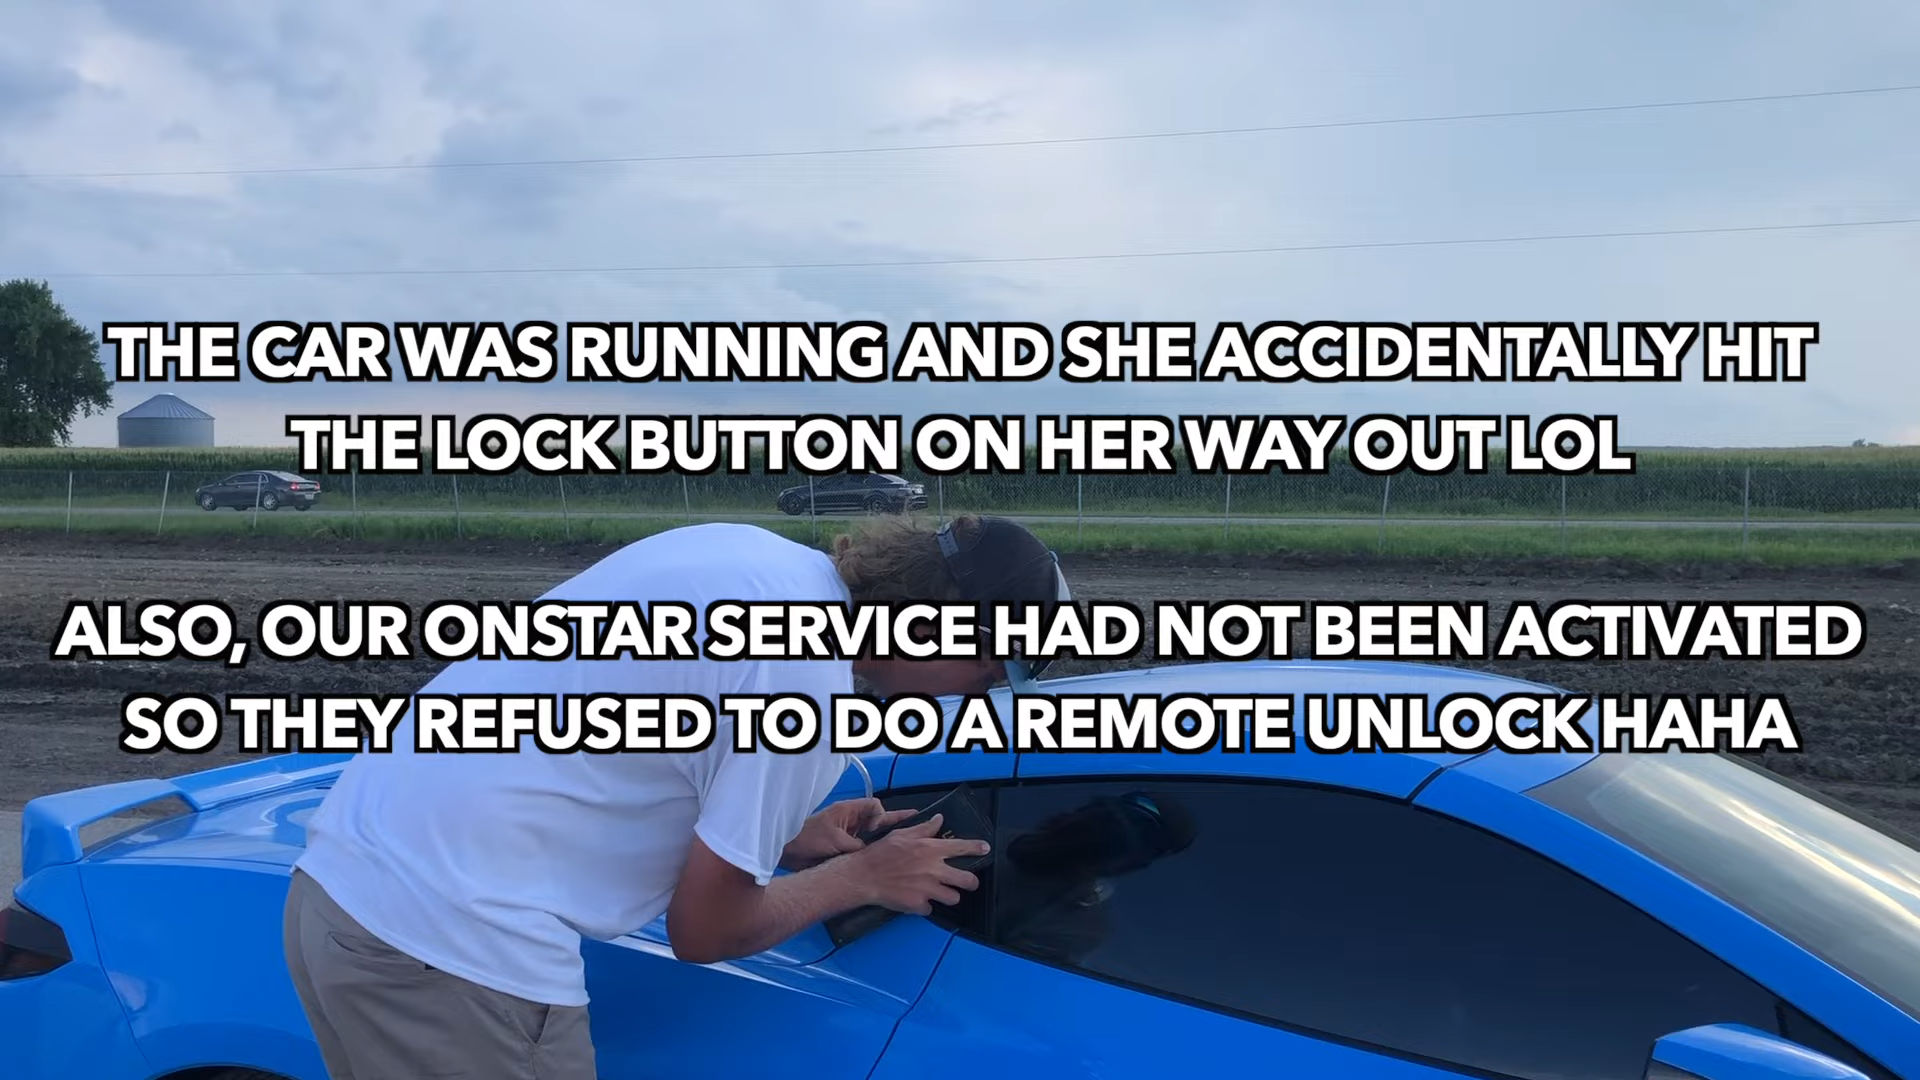 THE CAR WAS RUNNING AND SHE ACCIDENTALLY HIT
THE LOCK BUTTON ON HER WAY OUT LOL
ALSO, OUR ONSTAR SERVICE HAD NOT BEEN ACTIVATED
SO THEY REFUSED TO DO A REMOTE UNLOCK HAHA